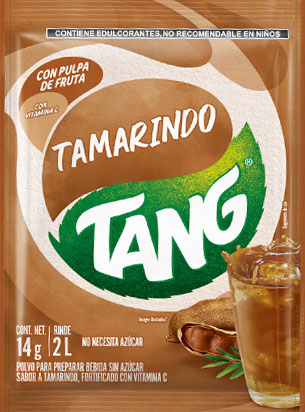 CONTIENE EDULCORANTES, NO RECOMENDABLE EN NIÑOS
CON PULPA
DE FRUTA
CON
VITAMINA C
TAMARINDO
TANG®
CONT. NET.
14 g
RINDE
2 L
NO NECESITA AZÚCAR
POLVO PARA PREPARAR BEBIDA SIN AZÚCAR
SABOR A TAMARINDO, FORTIFICADO CON VITAMINA C